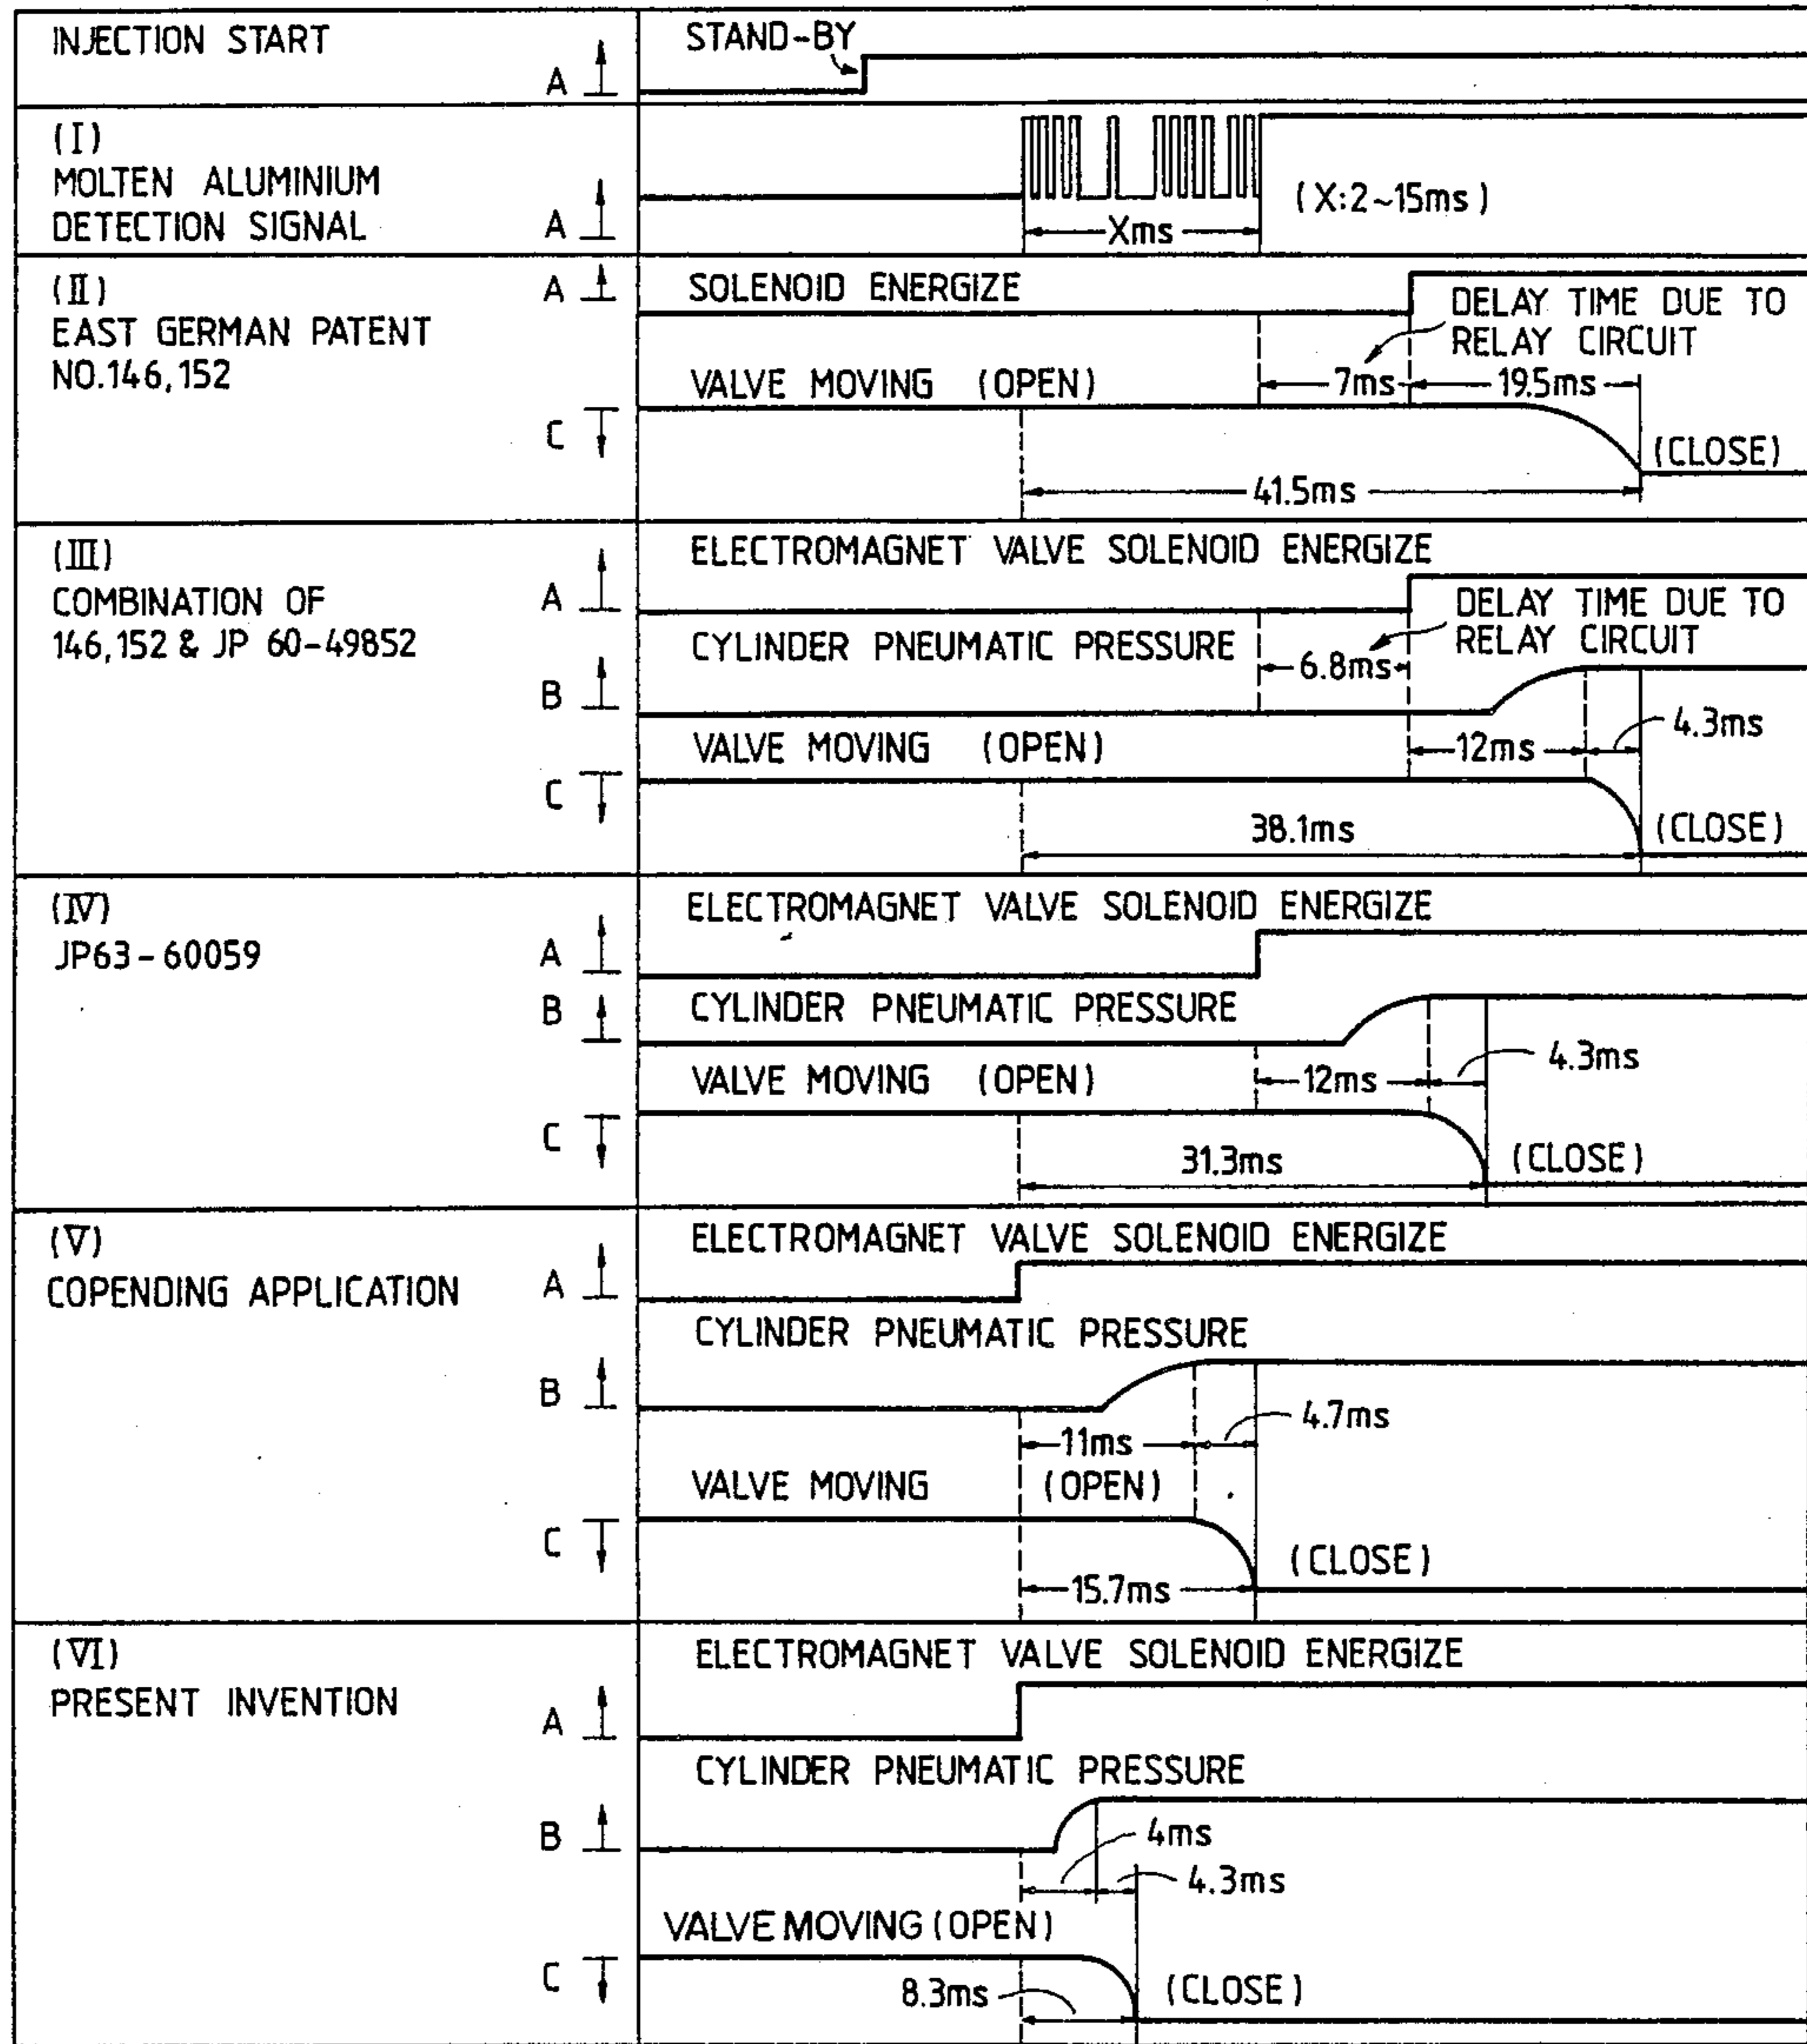 INJECTION START
A
STAND-BY
(I)
MOLTEN ALUMINIUM
DETECTION SIGNAL
A
Xms
(X:2~15ms)
(II)
EAST GERMAN PATENT
NO.146,152
A
SOLENOID ENERGIZE
DELAY TIME DUE TO
RELAY CIRCUIT
VALVE MOVING (OPEN)
7ms
19.5ms
C
(CLOSE)
41.5ms
(III)
COMBINATION OF
146,152 & JP 60-49852
A
ELECTROMAGNET VALVE SOLENOID ENERGIZE
DELAY TIME DUE TO
RELAY CIRCUIT
CYLINDER PNEUMATIC PRESSURE
6.8ms
B
4.3ms
VALVE MOVING (OPEN)
12ms
C
38.1ms
(CLOSE)
(IV)
JP63-60059
A
ELECTROMAGNET VALVE SOLENOID ENERGIZE
B
CYLINDER PNEUMATIC PRESSURE
4.3ms
VALVE MOVING (OPEN)
12ms
C
31.3ms
(CLOSE)
(V)
COPENDING APPLICATION
A
ELECTROMAGNET VALVE SOLENOID ENERGIZE
CYLINDER PNEUMATIC PRESSURE
B
4.7ms
11ms
VALVE MOVING (OPEN)
C
(CLOSE)
15.7ms
(VI)
PRESENT INVENTION
A
ELECTROMAGNET VALVE SOLENOID ENERGIZE
CYLINDER PNEUMATIC PRESSURE
B
4ms
4.3ms
VALVE MOVING (OPEN)
C
8.3ms
(CLOSE)